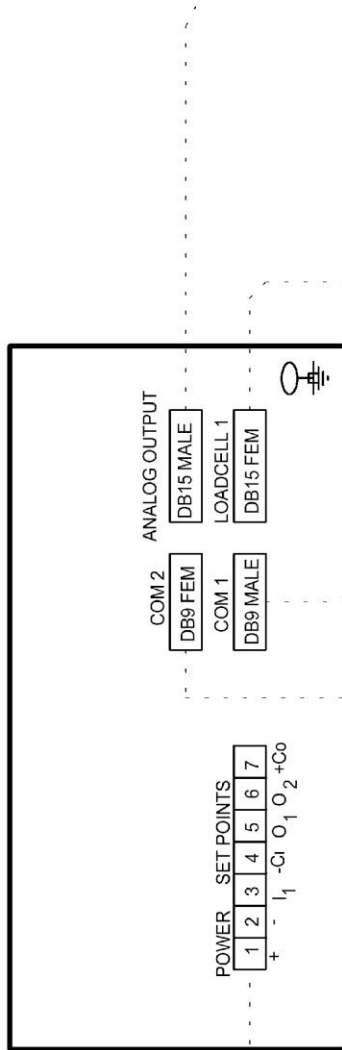 ANALOG OUTPUT
DB15 MALE
LOADCELL 1
DB15 FEM
COM 2
DB9 FEM
COM 1
DB9 MALE
POWER SET POINTS
1 2 3 4 5 6 7
+ - I1 -CI O1 O2 +Co